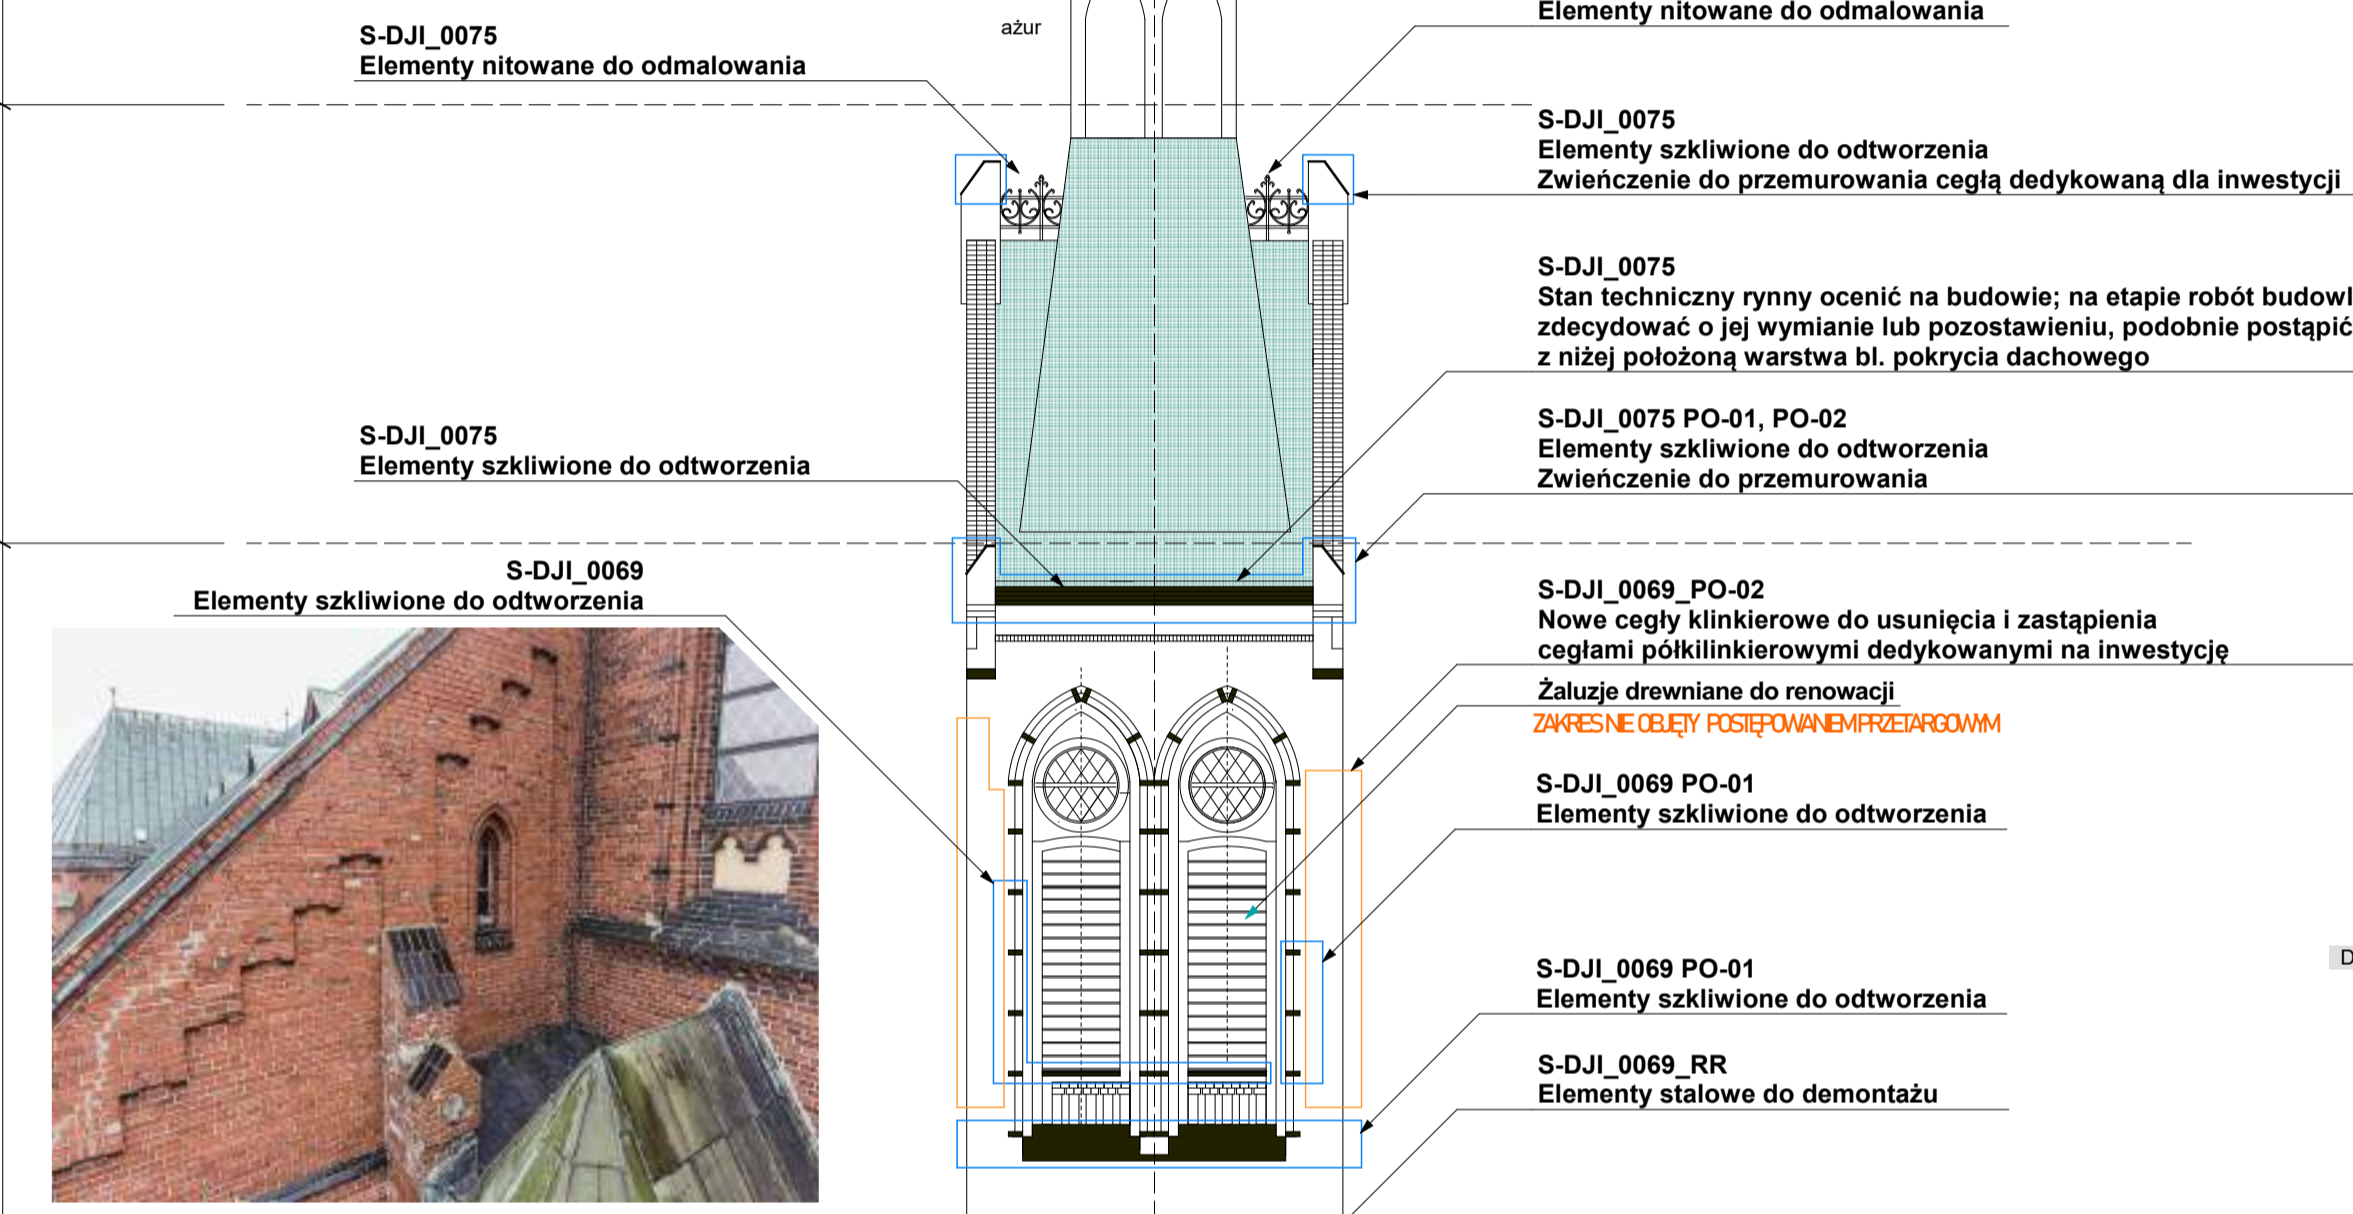 Elementy nitowane do odmalowania
ażur
S-DJI_0075
Elementy nitowane do odmalowania
S-DJI_0075
Elementy szkliwione do odtworzenia
Zwieńczenie do przemurowania cegłą dedykowaną dla inwestycji
S-DJI_0075
Stan techniczny rynny ocenić na budowie; na etapie robót budowl
zdecydować o jej wymianie lub pozostawieniu, podobnie postąpić
z niżej położoną warstwa bl. pokrycia dachowego
S-DJI_0075 PO-01, PO-02
Elementy szkliwione do odtworzenia
Zwieńczenie do przemurowania
S-DJI_0075
Elementy szkliwione do odtworzenia
S-DJI_0069
Elementy szkliwione do odtworzenia
S-DJI_0069_PO-02
Nowe cegły klinkierowe do usunięcia i zastąpienia
cegłami półkilinkierowymi dedykowanymi na inwestycję
Żaluzje drewniane do renowacji
ZAKRES NIE OBJĘTY POSTĘPOWANIEM PRZETARGOWYM
S-DJI_0069 PO-01
Elementy szkliwione do odtworzenia
D
S-DJI_0069 PO-01
Elementy szkliwione do odtworzenia
S-DJI_0069_RR
Elementy stalowe do demontażu